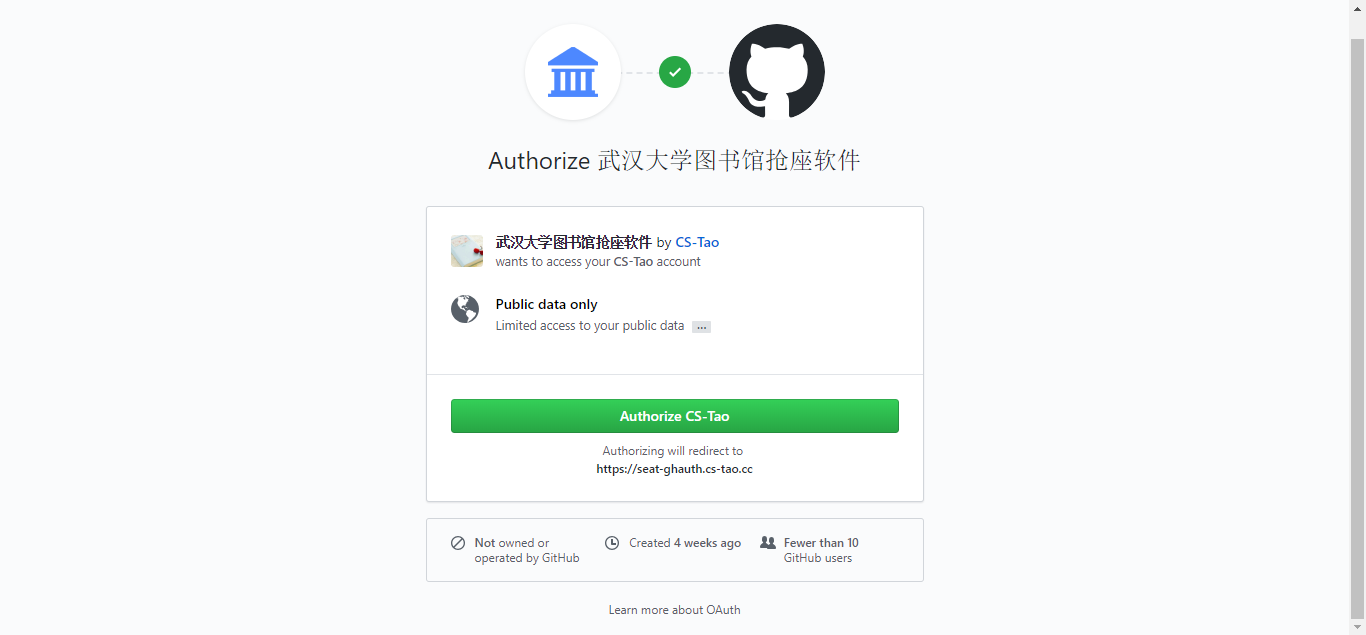 Authorize 武汉大学图书馆抢座软件
武汉大学图书馆抢座软件 by CS-Tao
wants to access your CS-Tao account
Public data only
Limited access to your public data ...
Authorize CS-Tao
Authorizing will redirect to
https://seat-ghauth.cs-tao.cc
Not owned or
operated by GitHub
Created 4 weeks ago
Fewer than 10
GitHub users
Learn more about OAuth